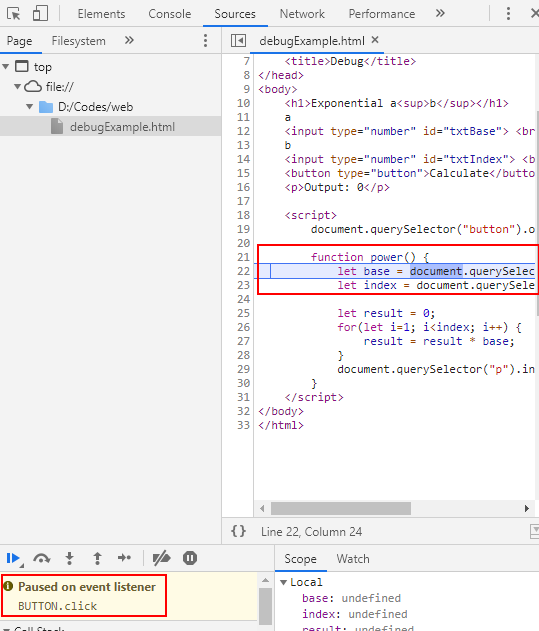 Elements Console Sources Network Performance
Page Filesystem
debugExample.html
top
file://
D:/Codes/web
debugExample.html
7 <title>Debug</title>
8 </head>
9 <body>
10 <h1>Exponential a<sup>b</sup></h1>
11 a
12 <input type="number" id="txtBase"> <br
13 b
14 <input type="number" id="txtIndex"> <b
15 <button type="button">Calculate</button
16 <p>Output: 0</p>
17
18 <script>
19 document.querySelector("button").o
20
21 function power() {
22 let base = document.querySelec
23 let index = document.querySele
24
25 let result = 0;
26 for(let i=1; i<index; i++) {
27 result = result * base;
28 }
29 document.querySelector("p").in
30 }
31 </script>
32 </body>
33 </html>
{} Line 22, Column 24
Paused on event listener
BUTTON.click
Call Stack
Scope Watch
Local
base: undefined
index: undefined
result: undefined